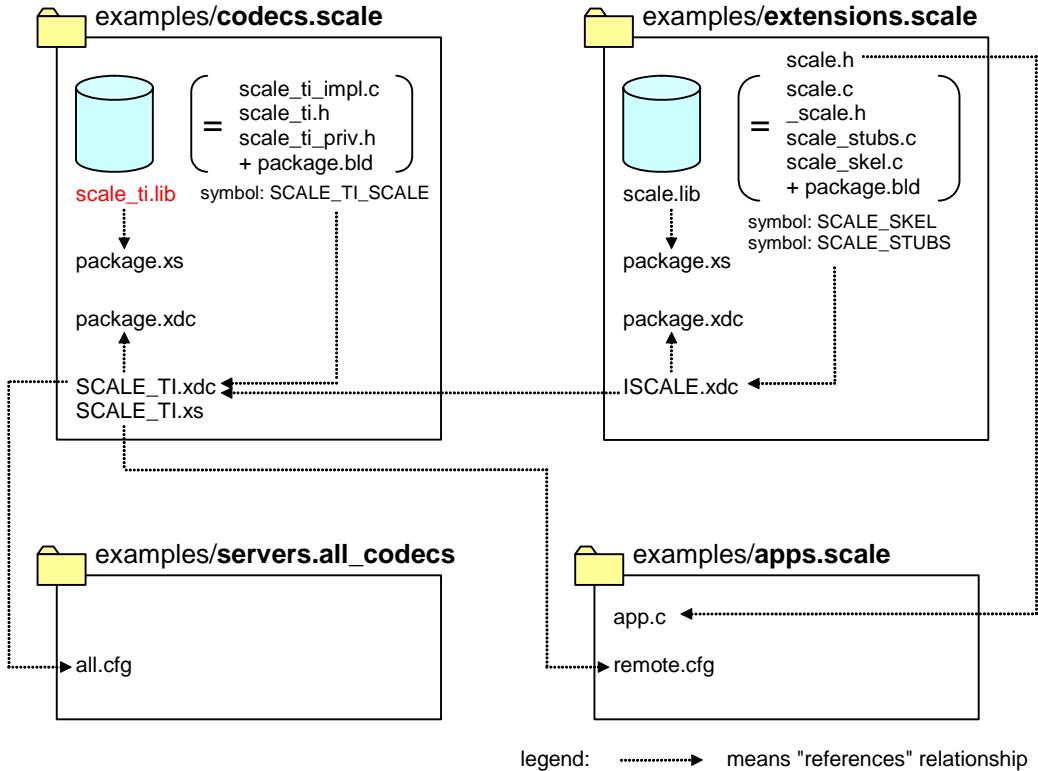 examples/codecs.scale
scale_ti_impl.c
scale_ti.h
=
scale_ti_priv.h
+ package.bld
scale_ti.lib
symbol: SCALE_TI_SCALE
package.xs
package.xdc
SCALE_TI.xdc
SCALE_TI.xs
examples/extensions.scale
scale.h
scale.c
_scale.h
=
scale_stubs.c
scale_skel.c
+ package.bld
scale.lib
symbol: SCALE_SKEL
symbol: SCALE_STUBS
package.xs
package.xdc
ISCALE.xdc
examples/servers.all_codecs
all.cfg
examples/apps.scale
app.c
remote.cfg
legend: means "references" relationship